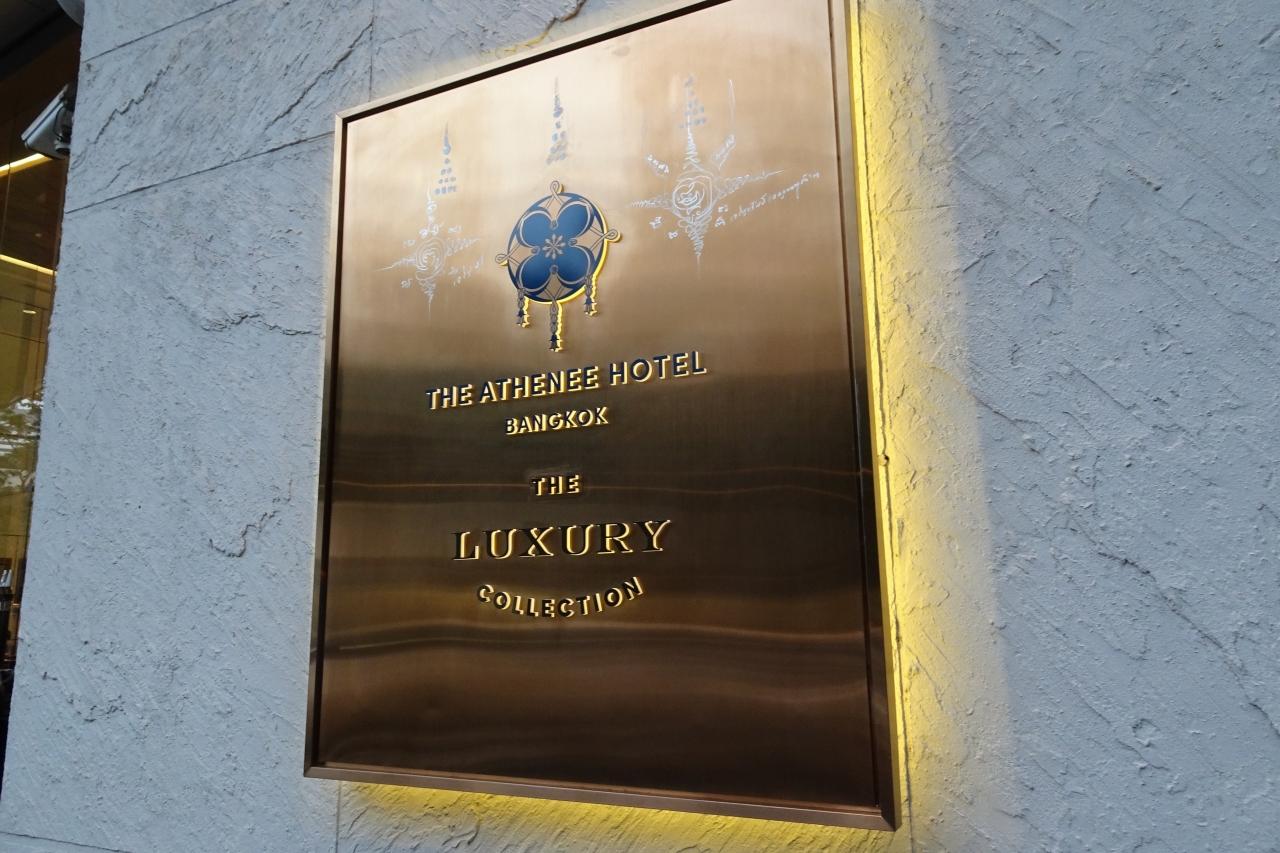 THE ATHENEE HOTEL
BANGKOK
THE
LUXURY
COLLECTION